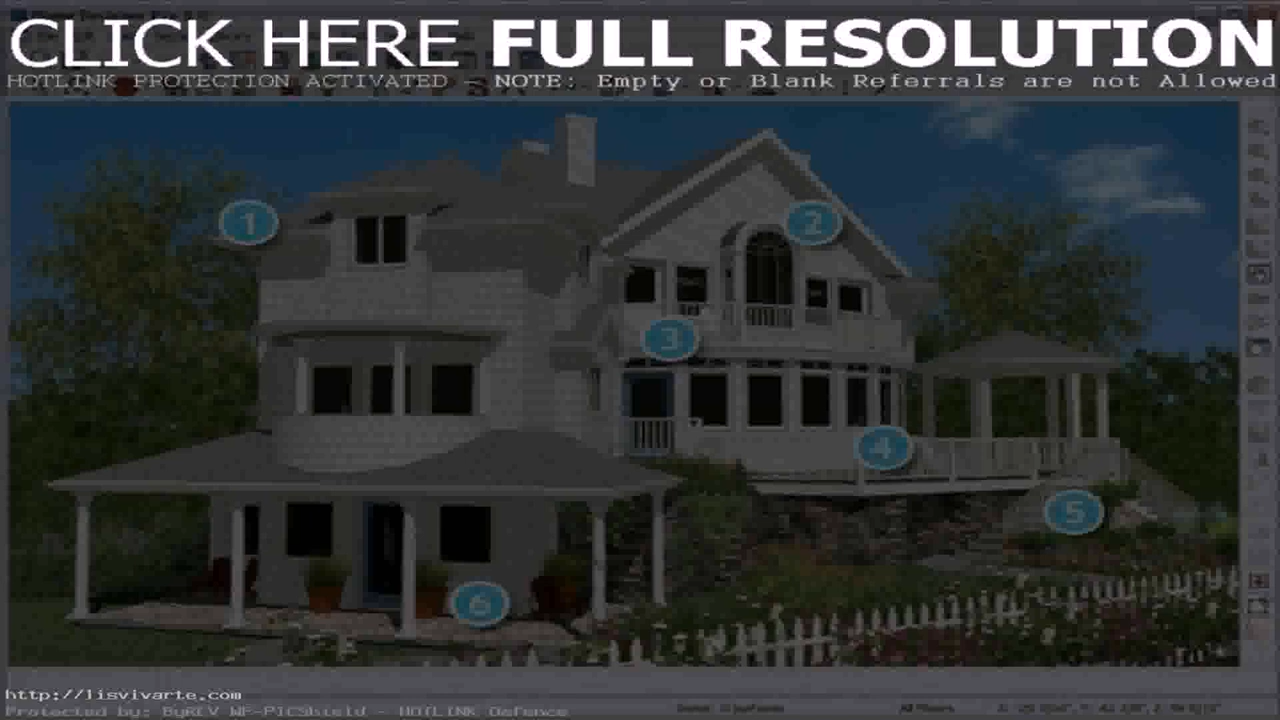 CLICK HERE FULL RESOLUTION
HOTLINK PROTECTION ACTIVATED - NOTE: Empty or Blank Referrals are not Allowed
1
2
3
4
5
6
http://lisvivarte.com
Protected by: ByREV WP-PICShield - HOTLINK Defence